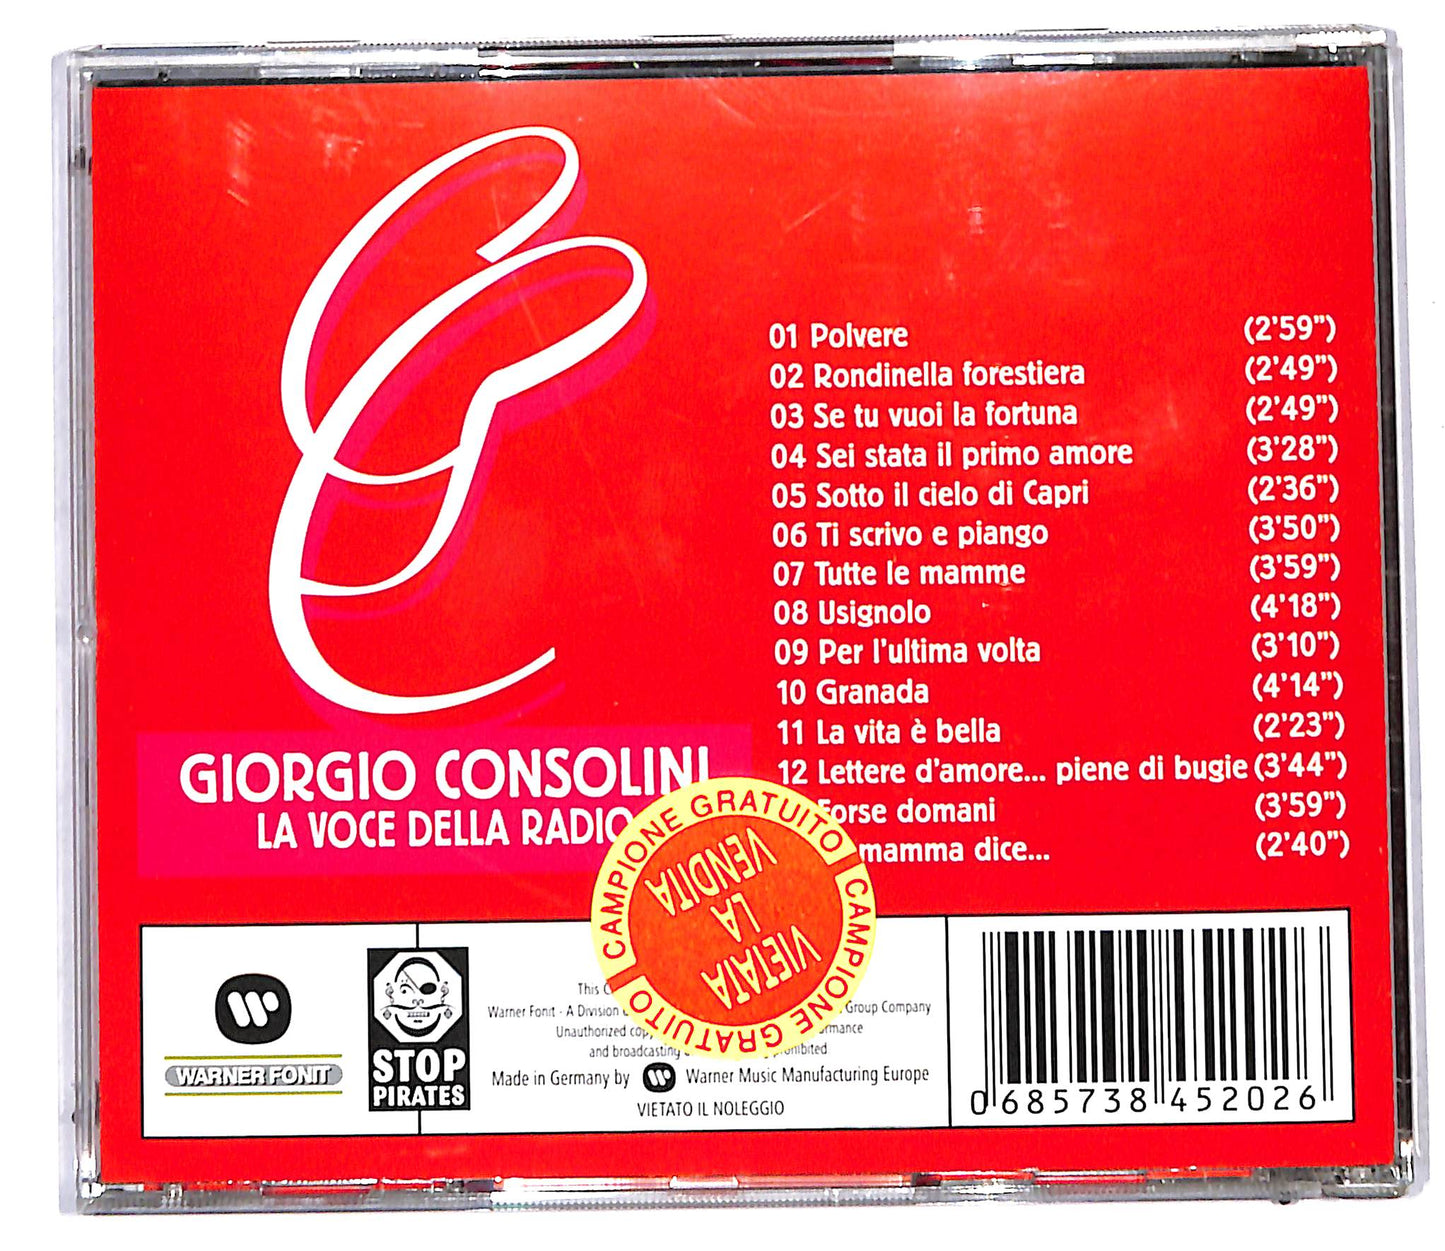 01 Polvere (2'59")
02 Rondinella forestiera (2'49")
03 Se tu vuoi la fortuna (2'49")
04 Sei stata il primo amore (3'28")
05 Sotto il cielo di Capri (2'36")
06 Ti scrivo e piango (3'50")
07 Tutte le mamme (3'59")
08 Usignolo (4'18")
09 Per l'ultima volta (3'10")
10 Granada (4'14")
11 La vita è bella (2'23")
12 Lettere d'amore... piene di bugie (3'44")
Forse domani (3'59")
mamma dice... (2'40")
GIORGIO CONSOLINI
LA VOCE DELLA RADIO
CAMPIONE GRATUITO
CAMPIONE GRATUITO
VIETATA
LA
VENDITA
WARNER FONIT
STOP
PIRATES
This
Warner Fonit - A Division Group Company
Unauthorized
and broadcasting prohibited
Made in Germany by Warner Music Manufacturing Europe
VIETATO IL NOLEGGIO
0 685738 452026